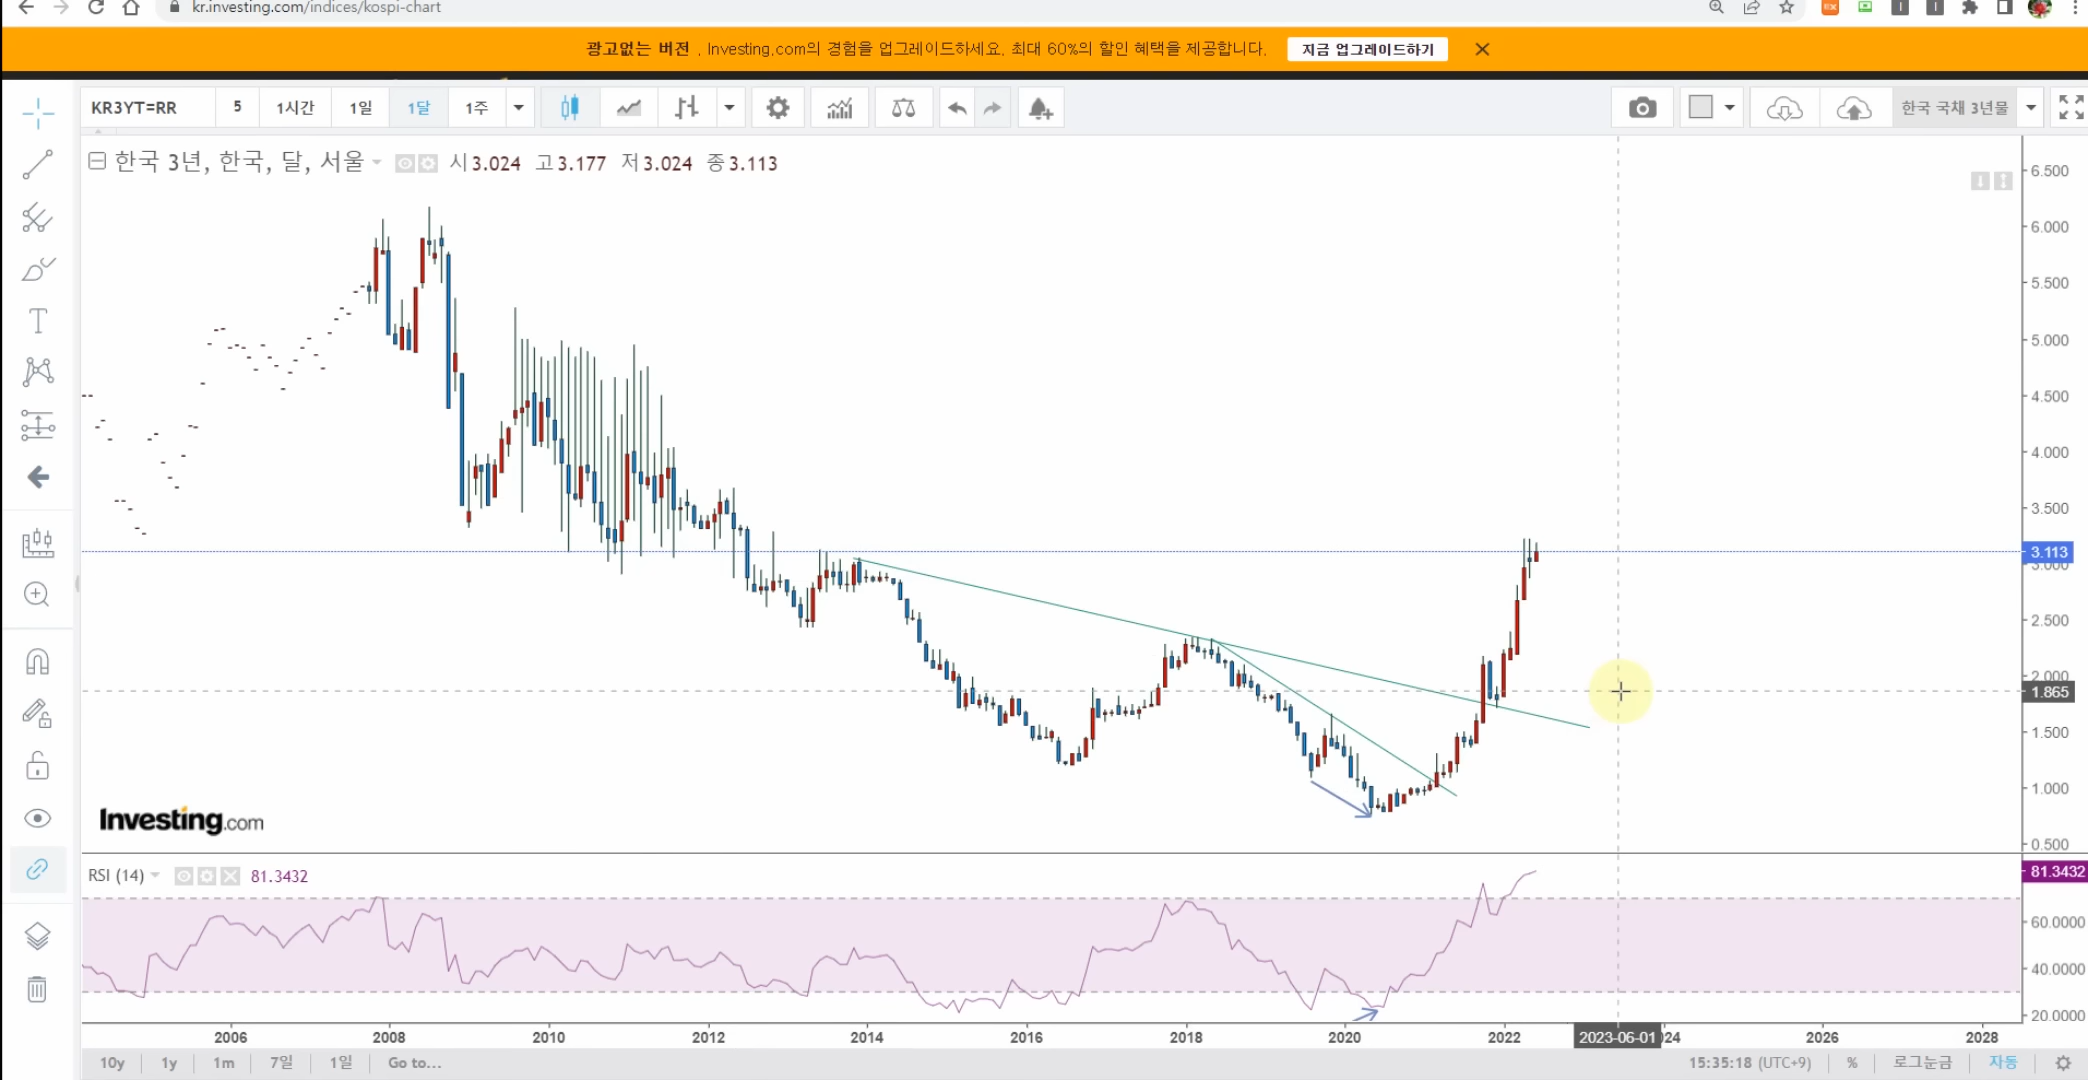 kr.investing.com/indices/kospi-chart
광고없는 버전 . Investing.com의 경험을 업그레이드하세요. 최대 60%의 할인 혜택을 제공합니다. 지금 업그레이드하기
KR3YT=RR 5 1시간 1일 1달 1주 한국 국채 3년물
한국 3년, 한국, 달, 서울 시3.024 고3.177 저3.024 종3.113
6.500
6.000
5.500
5.000
4.500
4.000
3.500
3.113
3.000
2.500
2.000
1.865
1.500
1.000
0.500
Investing.com
RSI (14) 81.3432
81.3432
60.0000
40.0000
20.0000
2006 2008 2010 2012 2014 2016 2018 2020 2022 2023-06-01 24 2026 2028
10y 1y 1m 7일 1일 Go to... 15:35:18 (UTC+9) % 로그눈금 자동